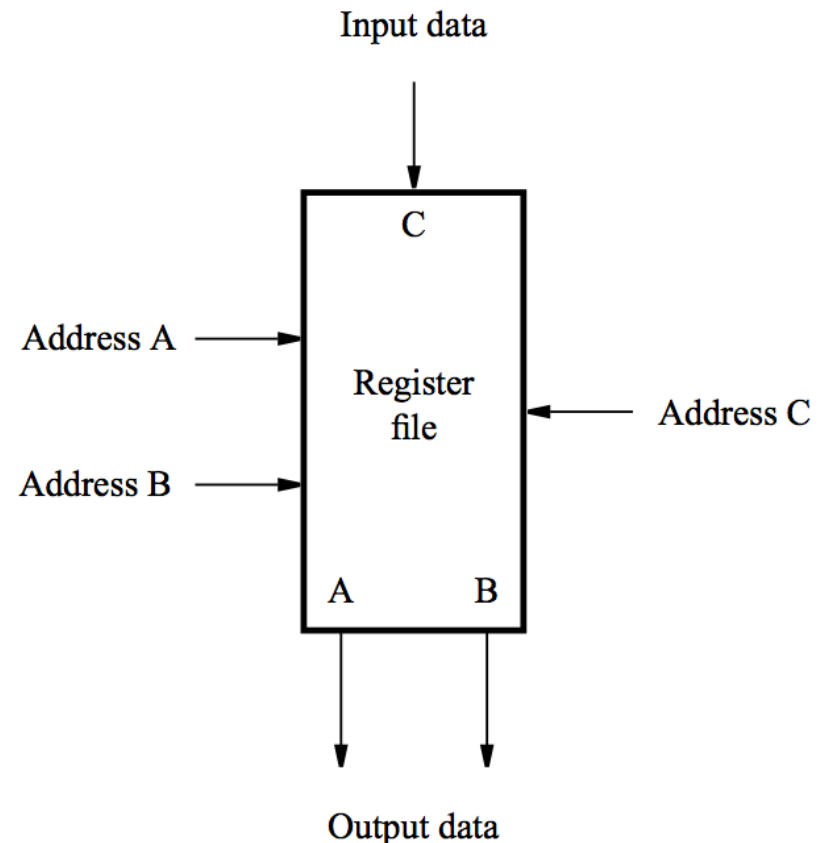 Input data
C
Address A
Register
file
Address C
Address B
A
B
Output data